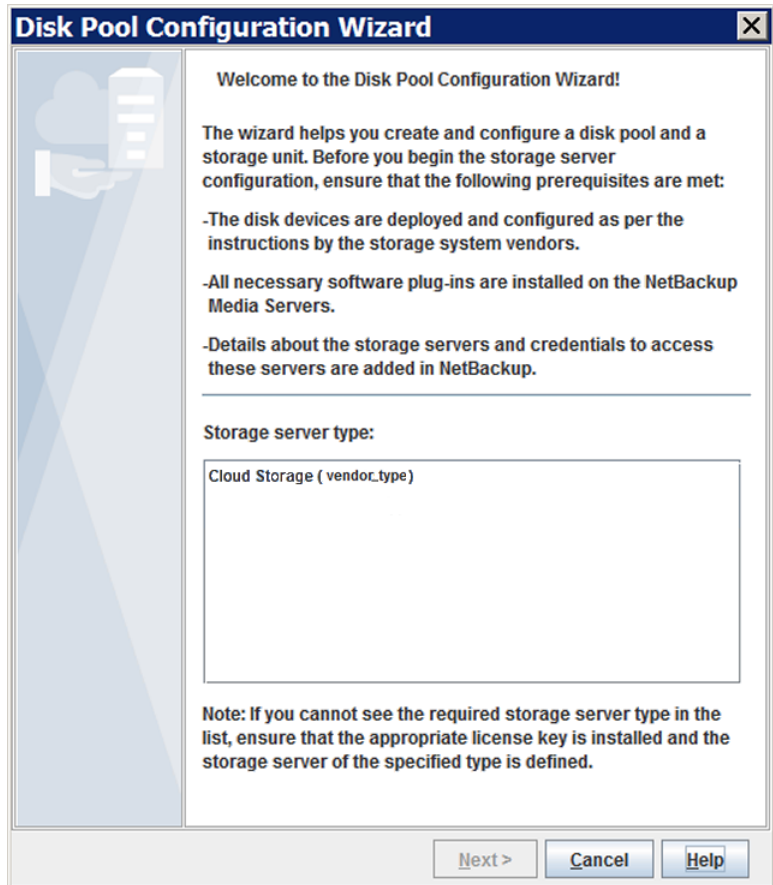 Disk Pool Configuration Wizard
Welcome to the Disk Pool Configuration Wizard!
The wizard helps you create and configure a disk pool and a
storage unit. Before you begin the storage server
configuration, ensure that the following prerequisites are met:
-The disk devices are deployed and configured as per the
instructions by the storage system vendors.
-All necessary software plug-ins are installed on the NetBackup
Media Servers.
-Details about the storage servers and credentials to access
these servers are added in NetBackup.
Storage server type:
Cloud Storage ( vendor_type)
Note: If you cannot see the required storage server type in the
list, ensure that the appropriate license key is installed and the
storage server of the specified type is defined.
Next > Cancel Help